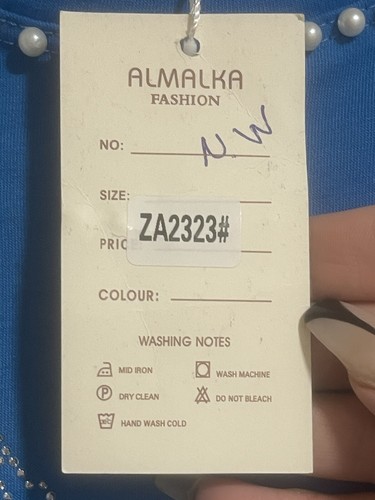 ALMALKA
FASHION
NO: N.W
SIZE:
PRICE
ZA2323#
COLOUR:
WASHING NOTES
MID IRON
WASH MACHINE
P DRY CLEAN
DO NOT BLEACH
HAND WASH COLD